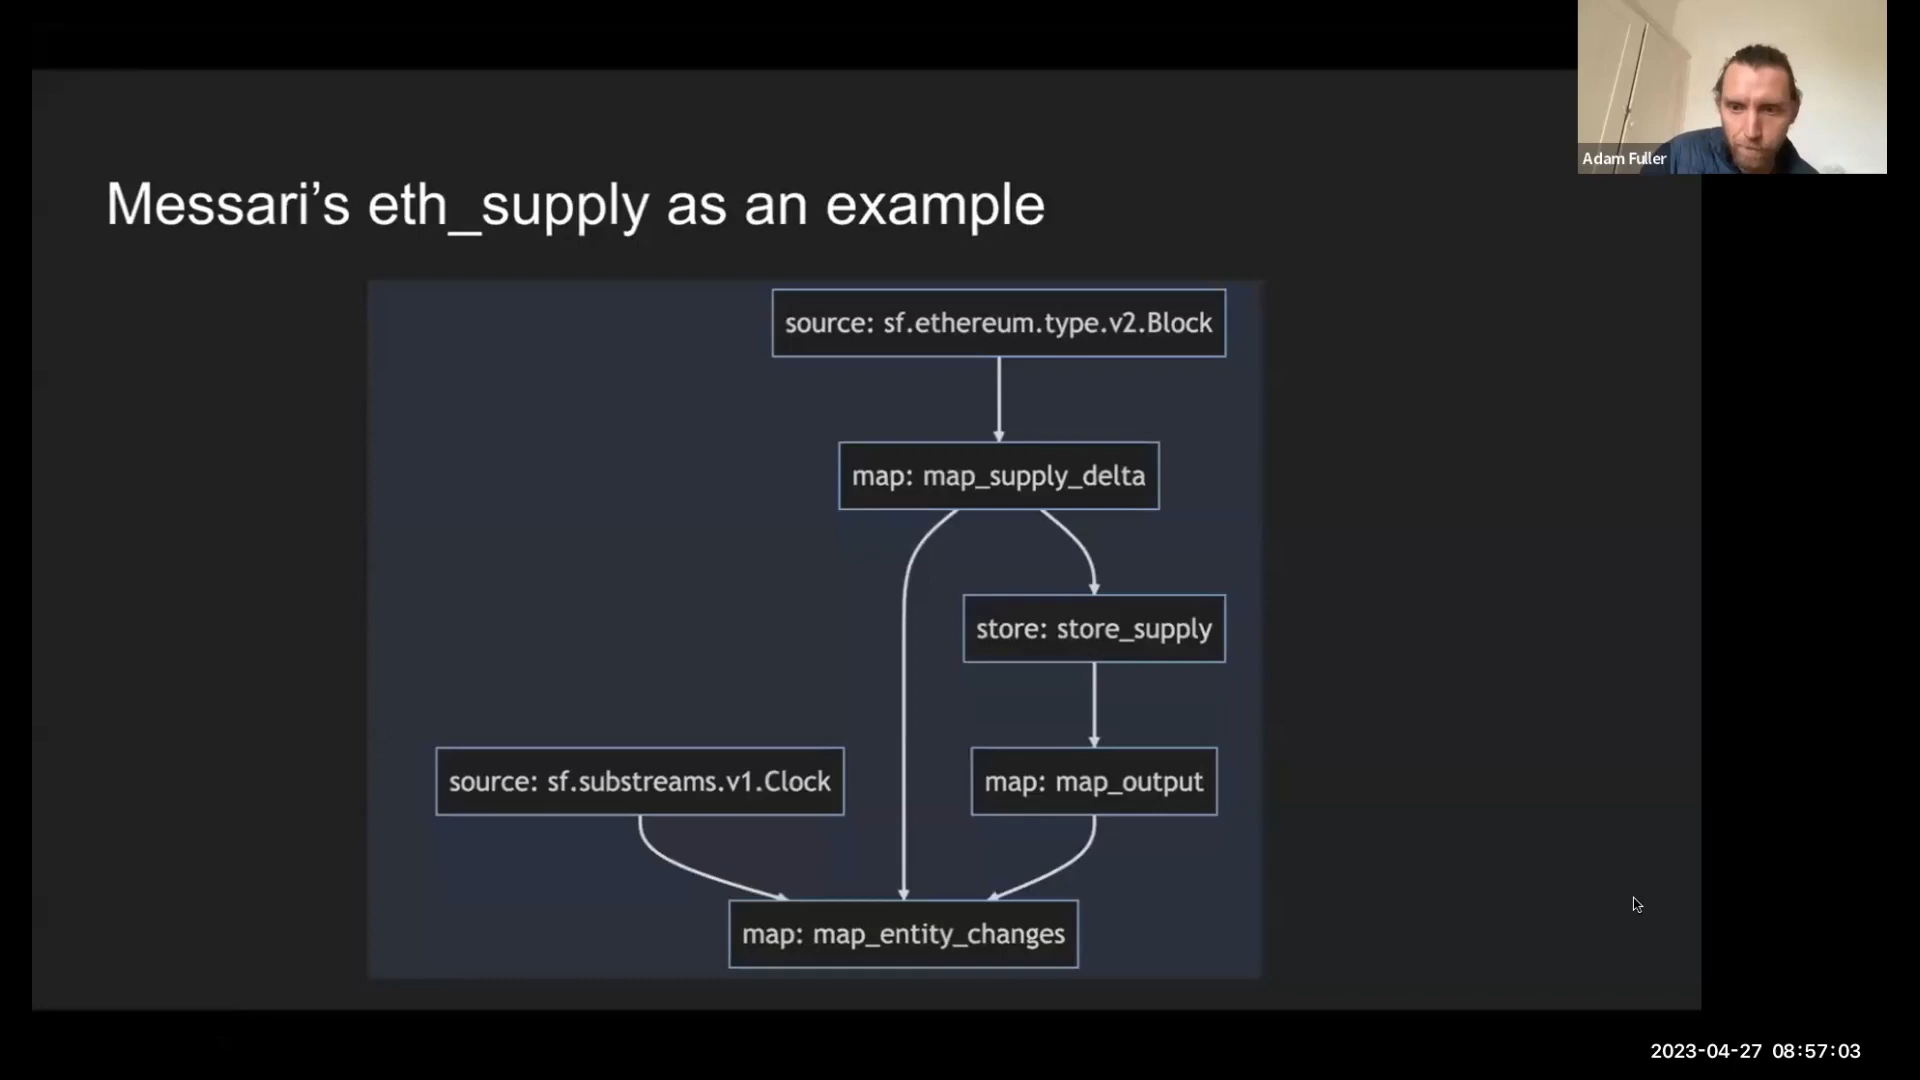 Adam Fuller
Messari’s eth_supply as an example
source: sf.ethereum.type.v2.Block
map: map_supply_delta
store: store_supply
source: sf.substreams.v1.Clock
map: map_output
map: map_entity_changes
2023-04-27 08:57:03